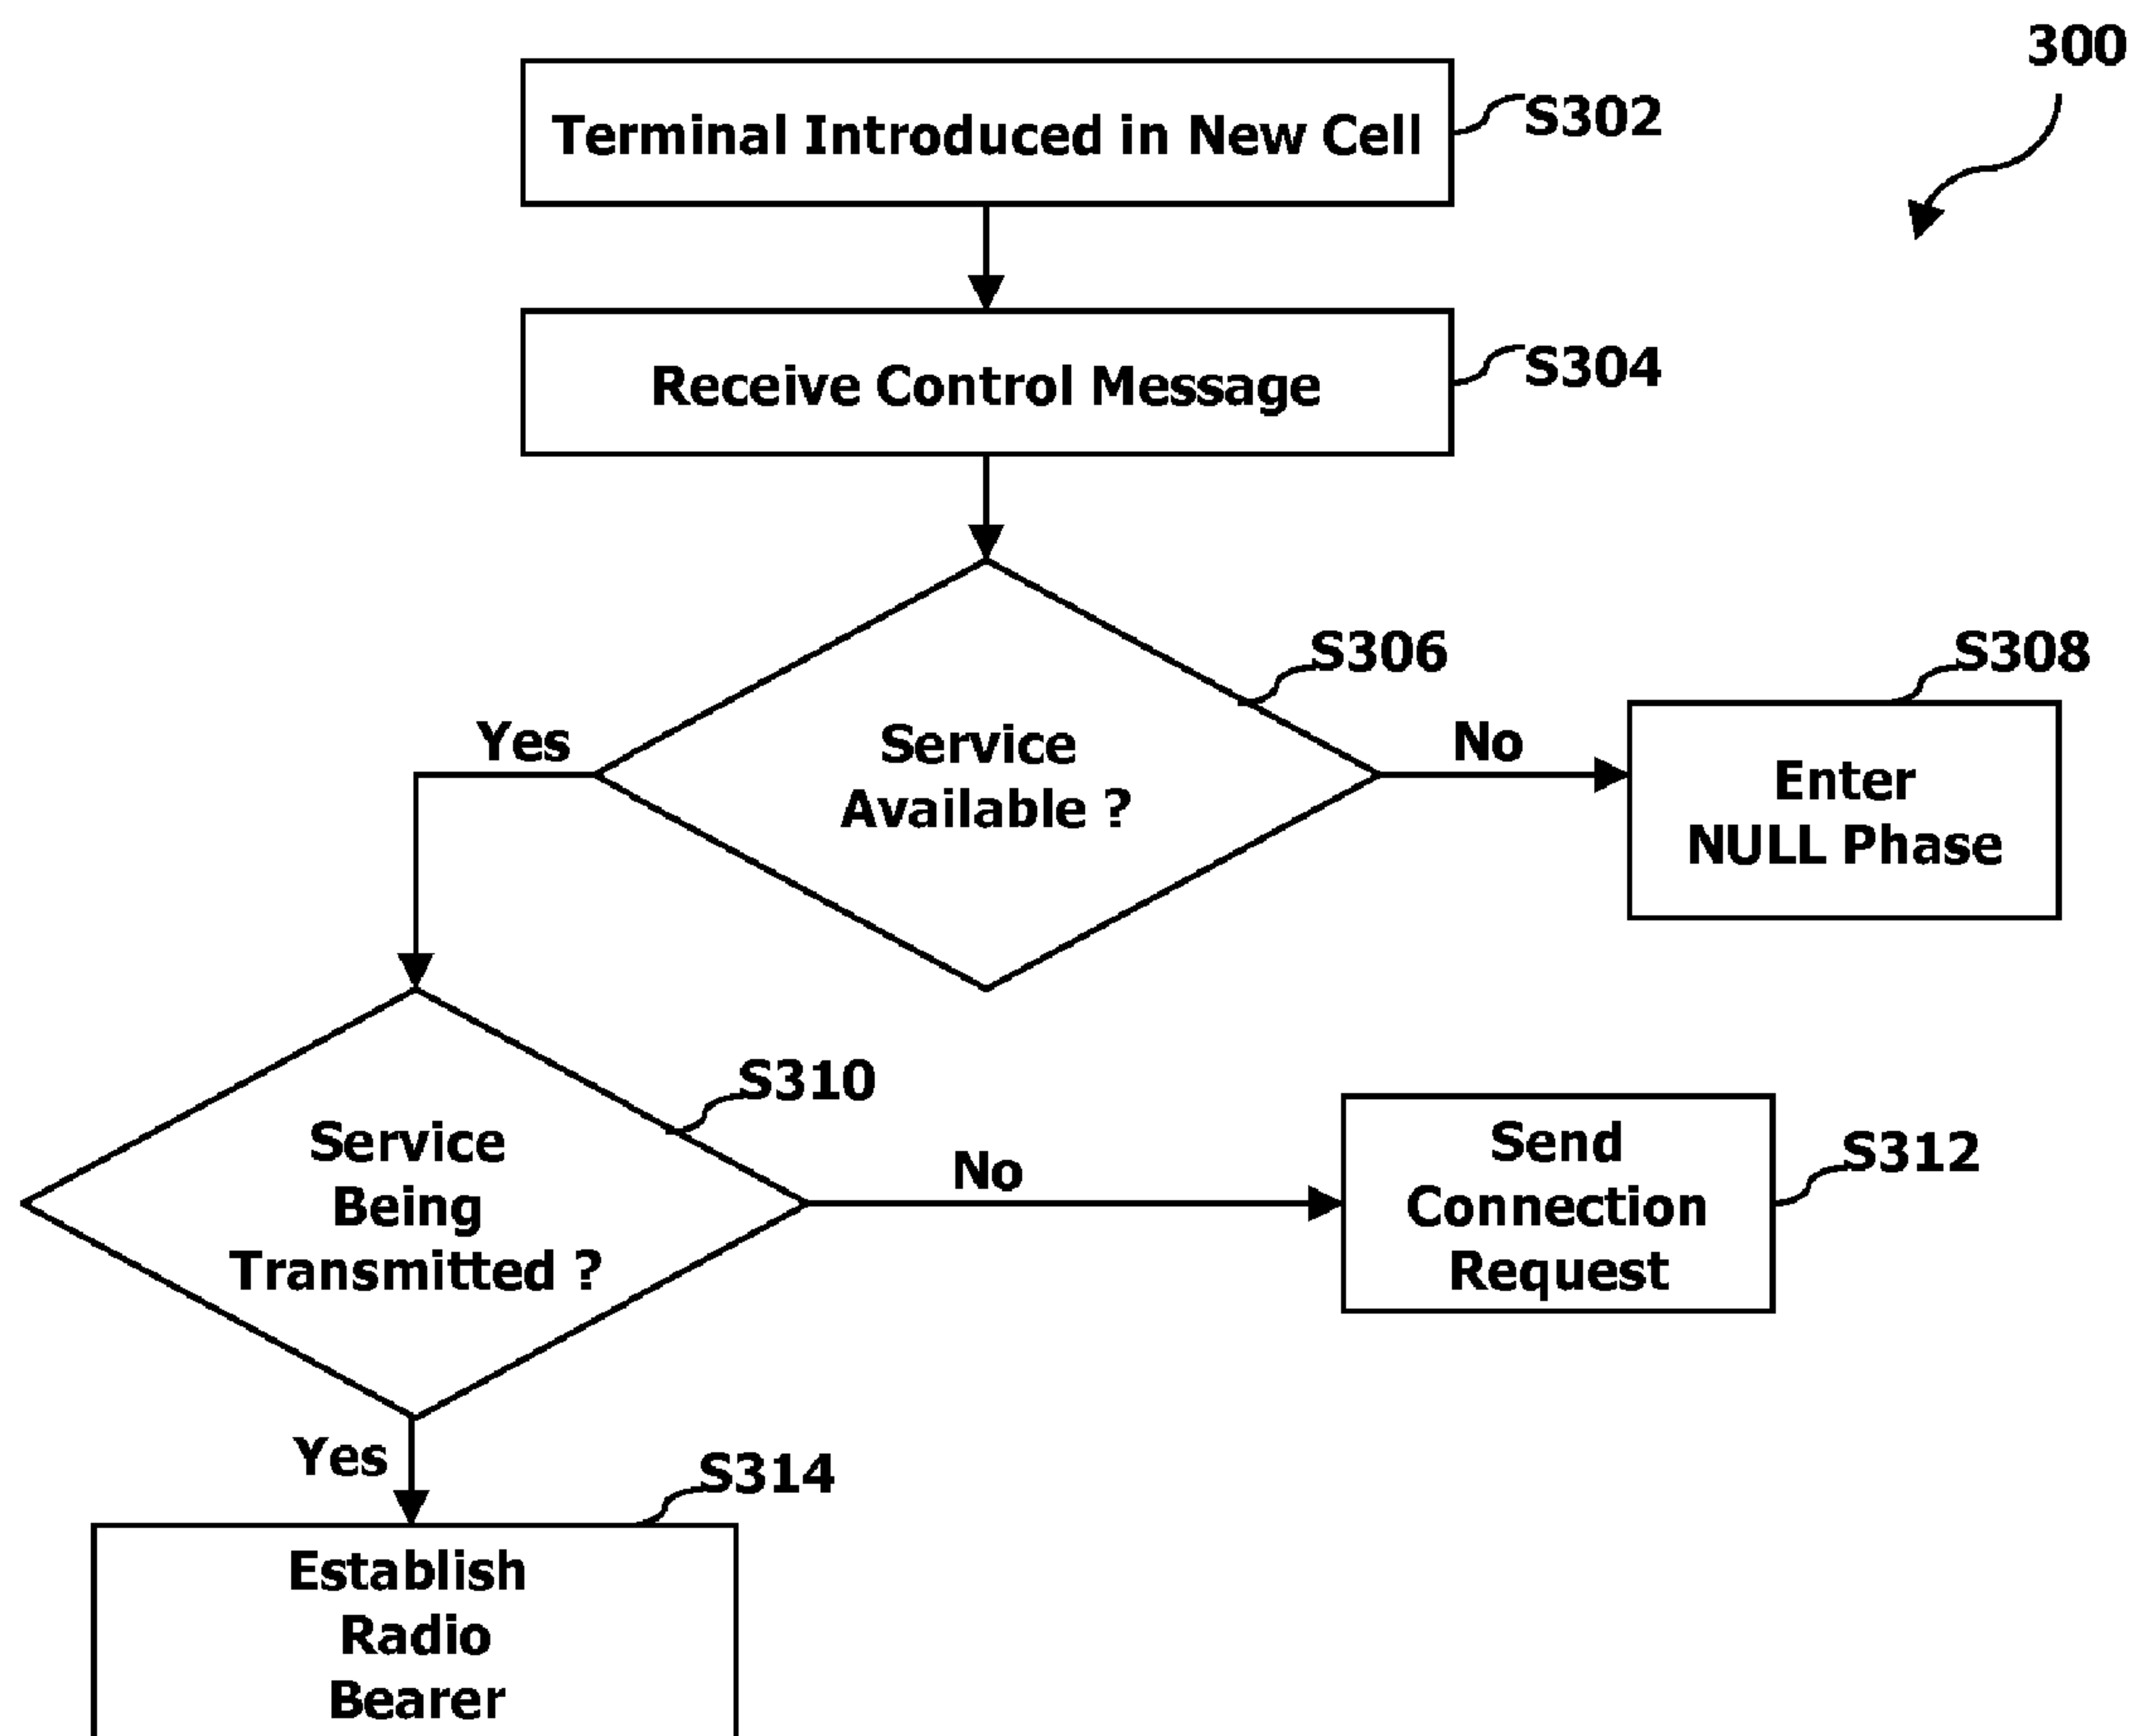 300
Terminal Introduced in New Cell
S302
Receive Control Message
S304
S306
S308
Yes
Service
Available ?
No
Enter
NULL Phase
S310
Service
Being
Transmitted ?
No
Send
Connection
Request
S312
Yes
S314
Establish
Radio
Bearer